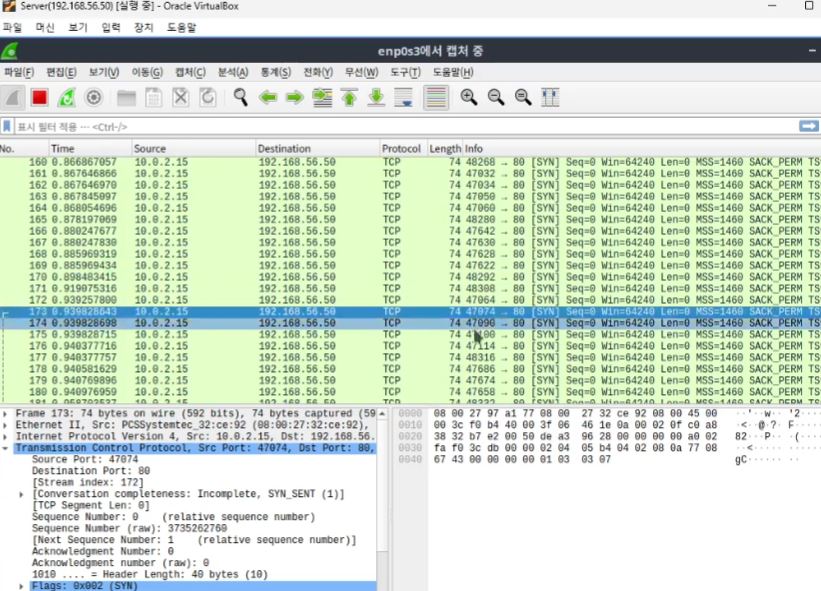 Server(192.168.56.50) [실행 중] - Oracle VirtualBox
파일 머신 보기 입력 장치 도움말
enp0s3에서 캡처 중
파일(F) 편집(E) 보기(V) 이동(G) 캡처(C) 분석(A) 통계(S) 전화(Y) 무선(W) 도구(T) 도움말(H)
표시 필터 적용 … <Ctrl-/>
No. Time Source Destination Protocol Length Info
160 0.866867057 10.0.2.15 192.168.56.50 TCP 74 48268 → 80 [SYN] Seq=0 Win=64240 Len=0 MSS=1460 SACK_PERM TS
161 0.867646866 10.0.2.15 192.168.56.50 TCP 74 47032 → 80 [SYN] Seq=0 Win=64240 Len=0 MSS=1460 SACK_PERM TS
162 0.867646970 10.0.2.15 192.168.56.50 TCP 74 47034 → 80 [SYN] Seq=0 Win=64240 Len=0 MSS=1460 SACK_PERM TS
163 0.867845097 10.0.2.15 192.168.56.50 TCP 74 47050 → 80 [SYN] Seq=0 Win=64240 Len=0 MSS=1460 SACK_PERM TS
164 0.868054696 10.0.2.15 192.168.56.50 TCP 74 47060 → 80 [SYN] Seq=0 Win=64240 Len=0 MSS=1460 SACK_PERM TS
165 0.878197069 10.0.2.15 192.168.56.50 TCP 74 48280 → 80 [SYN] Seq=0 Win=64240 Len=0 MSS=1460 SACK_PERM TS
166 0.880247677 10.0.2.15 192.168.56.50 TCP 74 47642 → 80 [SYN] Seq=0 Win=64240 Len=0 MSS=1460 SACK_PERM TS
167 0.880247830 10.0.2.15 192.168.56.50 TCP 74 47630 → 80 [SYN] Seq=0 Win=64240 Len=0 MSS=1460 SACK_PERM TS
168 0.885969319 10.0.2.15 192.168.56.50 TCP 74 47628 → 80 [SYN] Seq=0 Win=64240 Len=0 MSS=1460 SACK_PERM TS
169 0.885969434 10.0.2.15 192.168.56.50 TCP 74 47622 → 80 [SYN] Seq=0 Win=64240 Len=0 MSS=1460 SACK_PERM TS
170 0.898483415 10.0.2.15 192.168.56.50 TCP 74 48292 → 80 [SYN] Seq=0 Win=64240 Len=0 MSS=1460 SACK_PERM TS
171 0.919075316 10.0.2.15 192.168.56.50 TCP 74 48308 → 80 [SYN] Seq=0 Win=64240 Len=0 MSS=1460 SACK_PERM TS
172 0.939257800 10.0.2.15 192.168.56.50 TCP 74 47064 → 80 [SYN] Seq=0 Win=64240 Len=0 MSS=1460 SACK_PERM TS
173 0.939828643 10.0.2.15 192.168.56.50 TCP 74 47074 → 80 [SYN] Seq=0 Win=64240 Len=0 MSS=1460 SACK_PERM TS
174 0.939828698 10.0.2.15 192.168.56.50 TCP 74 47090 → 80 [SYN] Seq=0 Win=64240 Len=0 MSS=1460 SACK_PERM TS
175 0.939828715 10.0.2.15 192.168.56.50 TCP 74 → 80 [SYN] Seq=0 Win=64240 Len=0 MSS=1460 SACK_PERM TS
176 0.940377716 10.0.2.15 192.168.56.50 TCP 74 47114 → 80 [SYN] Seq=0 Win=64240 Len=0 MSS=1460 SACK_PERM TS
177 0.940377757 10.0.2.15 192.168.56.50 TCP 74 48316 → 80 [SYN] Seq=0 Win=64240 Len=0 MSS=1460 SACK_PERM TS
178 0.940581629 10.0.2.15 192.168.56.50 TCP 74 47686 → 80 [SYN] Seq=0 Win=64240 Len=0 MSS=1460 SACK_PERM TS
179 0.940769896 10.0.2.15 192.168.56.50 TCP 74 47674 → 80 [SYN] Seq=0 Win=64240 Len=0 MSS=1460 SACK_PERM TS
180 0.940976959 10.0.2.15 192.168.56.50 TCP 74 47658 → 80 [SYN] Seq=0 Win=64240 Len=0 MSS=1460 SACK_PERM TS
Frame 173: 74 bytes on wire (592 bits), 74 bytes captured (59
Ethernet II, Src: PCSSystemtec_32:ce:92 (08:00:27:32:ce:92),
Internet Protocol Version 4, Src: 10.0.2.15, Dst: 192.168.56.
Transmission Control Protocol, Src Port: 47074, Dst Port: 80,
Source Port: 47074
Destination Port: 80
[Stream index: 172]
[Conversation completeness: Incomplete, SYN_SENT (1)]
[TCP Segment Len: 0]
Sequence Number: 0 (relative sequence number)
Sequence Number (raw): 3735262760
[Next Sequence Number: 1 (relative sequence number)]
Acknowledgment Number: 0
Acknowledgment number (raw): 0
1010 .... = Header Length: 40 bytes (10)
Flags: 0x002 (SYN)
0000 08 00 27 97 a1 77 08 00 27 32 ce 92 08 00 45 00 ··'··w·· '2····E·
0010 00 3c f0 b4 40 00 3f 06 46 1e 0a 00 02 0f c0 a8 ·<··@·?· F·······
0020 38 32 b7 e2 00 50 de a3 96 28 00 00 00 00 a0 02 82···P·· ·(······
0030 fa f0 3c db 00 00 02 04 05 b4 04 02 08 0a 77 08 ··<····· ······w·
0040 67 43 00 00 00 00 01 03 03 07 gC······ ··